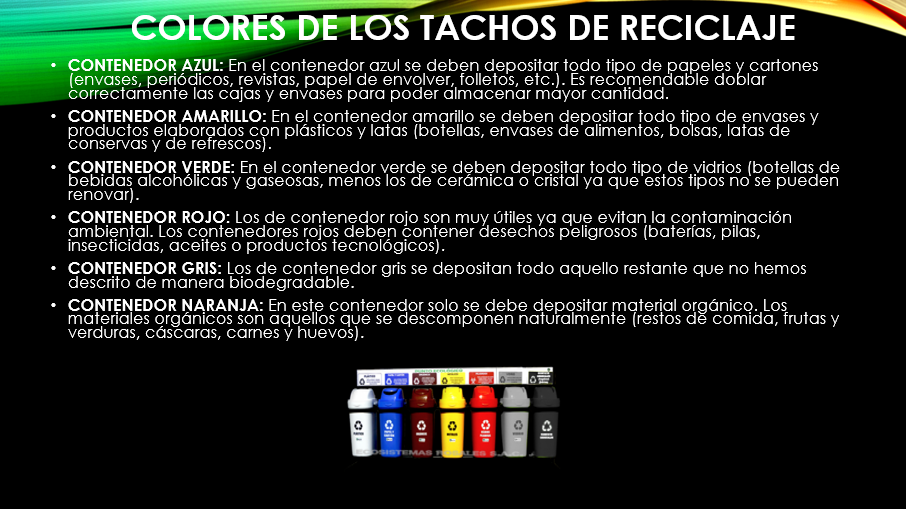 COLORES DE LOS TACHOS DE RECICLAJE
• CONTENEDOR AZUL: En el contenedor azul se deben depositar todo tipo de papeles y cartones
(envases, periódicos, revistas, papel de envolver, folletos, etc.). Es recomendable doblar
correctamente las cajas y envases para poder almacenar mayor cantidad.
• CONTENEDOR AMARILLO: En el contenedor amarillo se deben depositar todo tipo de envases y
productos elaborados con plásticos y latas (botellas, envases de alimentos, bolsas, latas de
conservas y de refrescos).
• CONTENEDOR VERDE: En el contenedor verde se deben depositar todo tipo de vidrios (botellas de
bebidas alcohólicas y gaseosas, menos los de cerámica o cristal ya que estos tipos no se pueden
renovar).
• CONTENEDOR ROJO: Los de contenedor rojo son muy útiles ya que evitan la contaminación
ambiental. Los contenedores rojos deben contener desechos peligrosos (baterías, pilas,
insecticidas, aceites o productos tecnológicos).
• CONTENEDOR GRIS: Los de contenedor gris se depositan todo aquello restante que no hemos
descrito de manera biodegradable.
• CONTENEDOR NARANJA: En este contenedor solo se debe depositar material orgánico. Los
materiales orgánicos son aquellos que se descomponen naturalmente (restos de comida, frutas y
verduras, cáscaras, carnes y huevos).